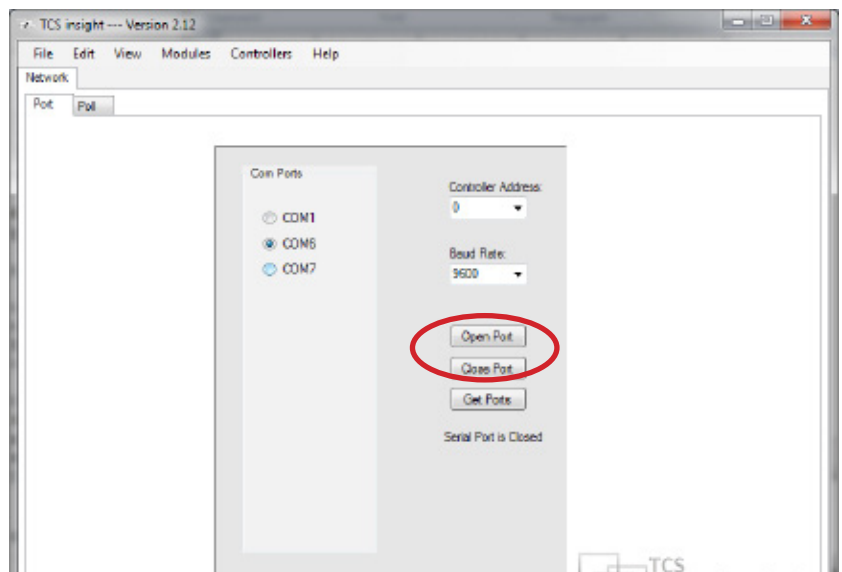 TCS insight --- Version 2.12
File Edit View Modules Controllers Help
Network
Port Poll
Com Ports
COM1
COM6
COM7
Controller Address:
0
Baud Rate:
9600
Open Port
Close Port
Get Ports
Serial Port is Closed
TCS